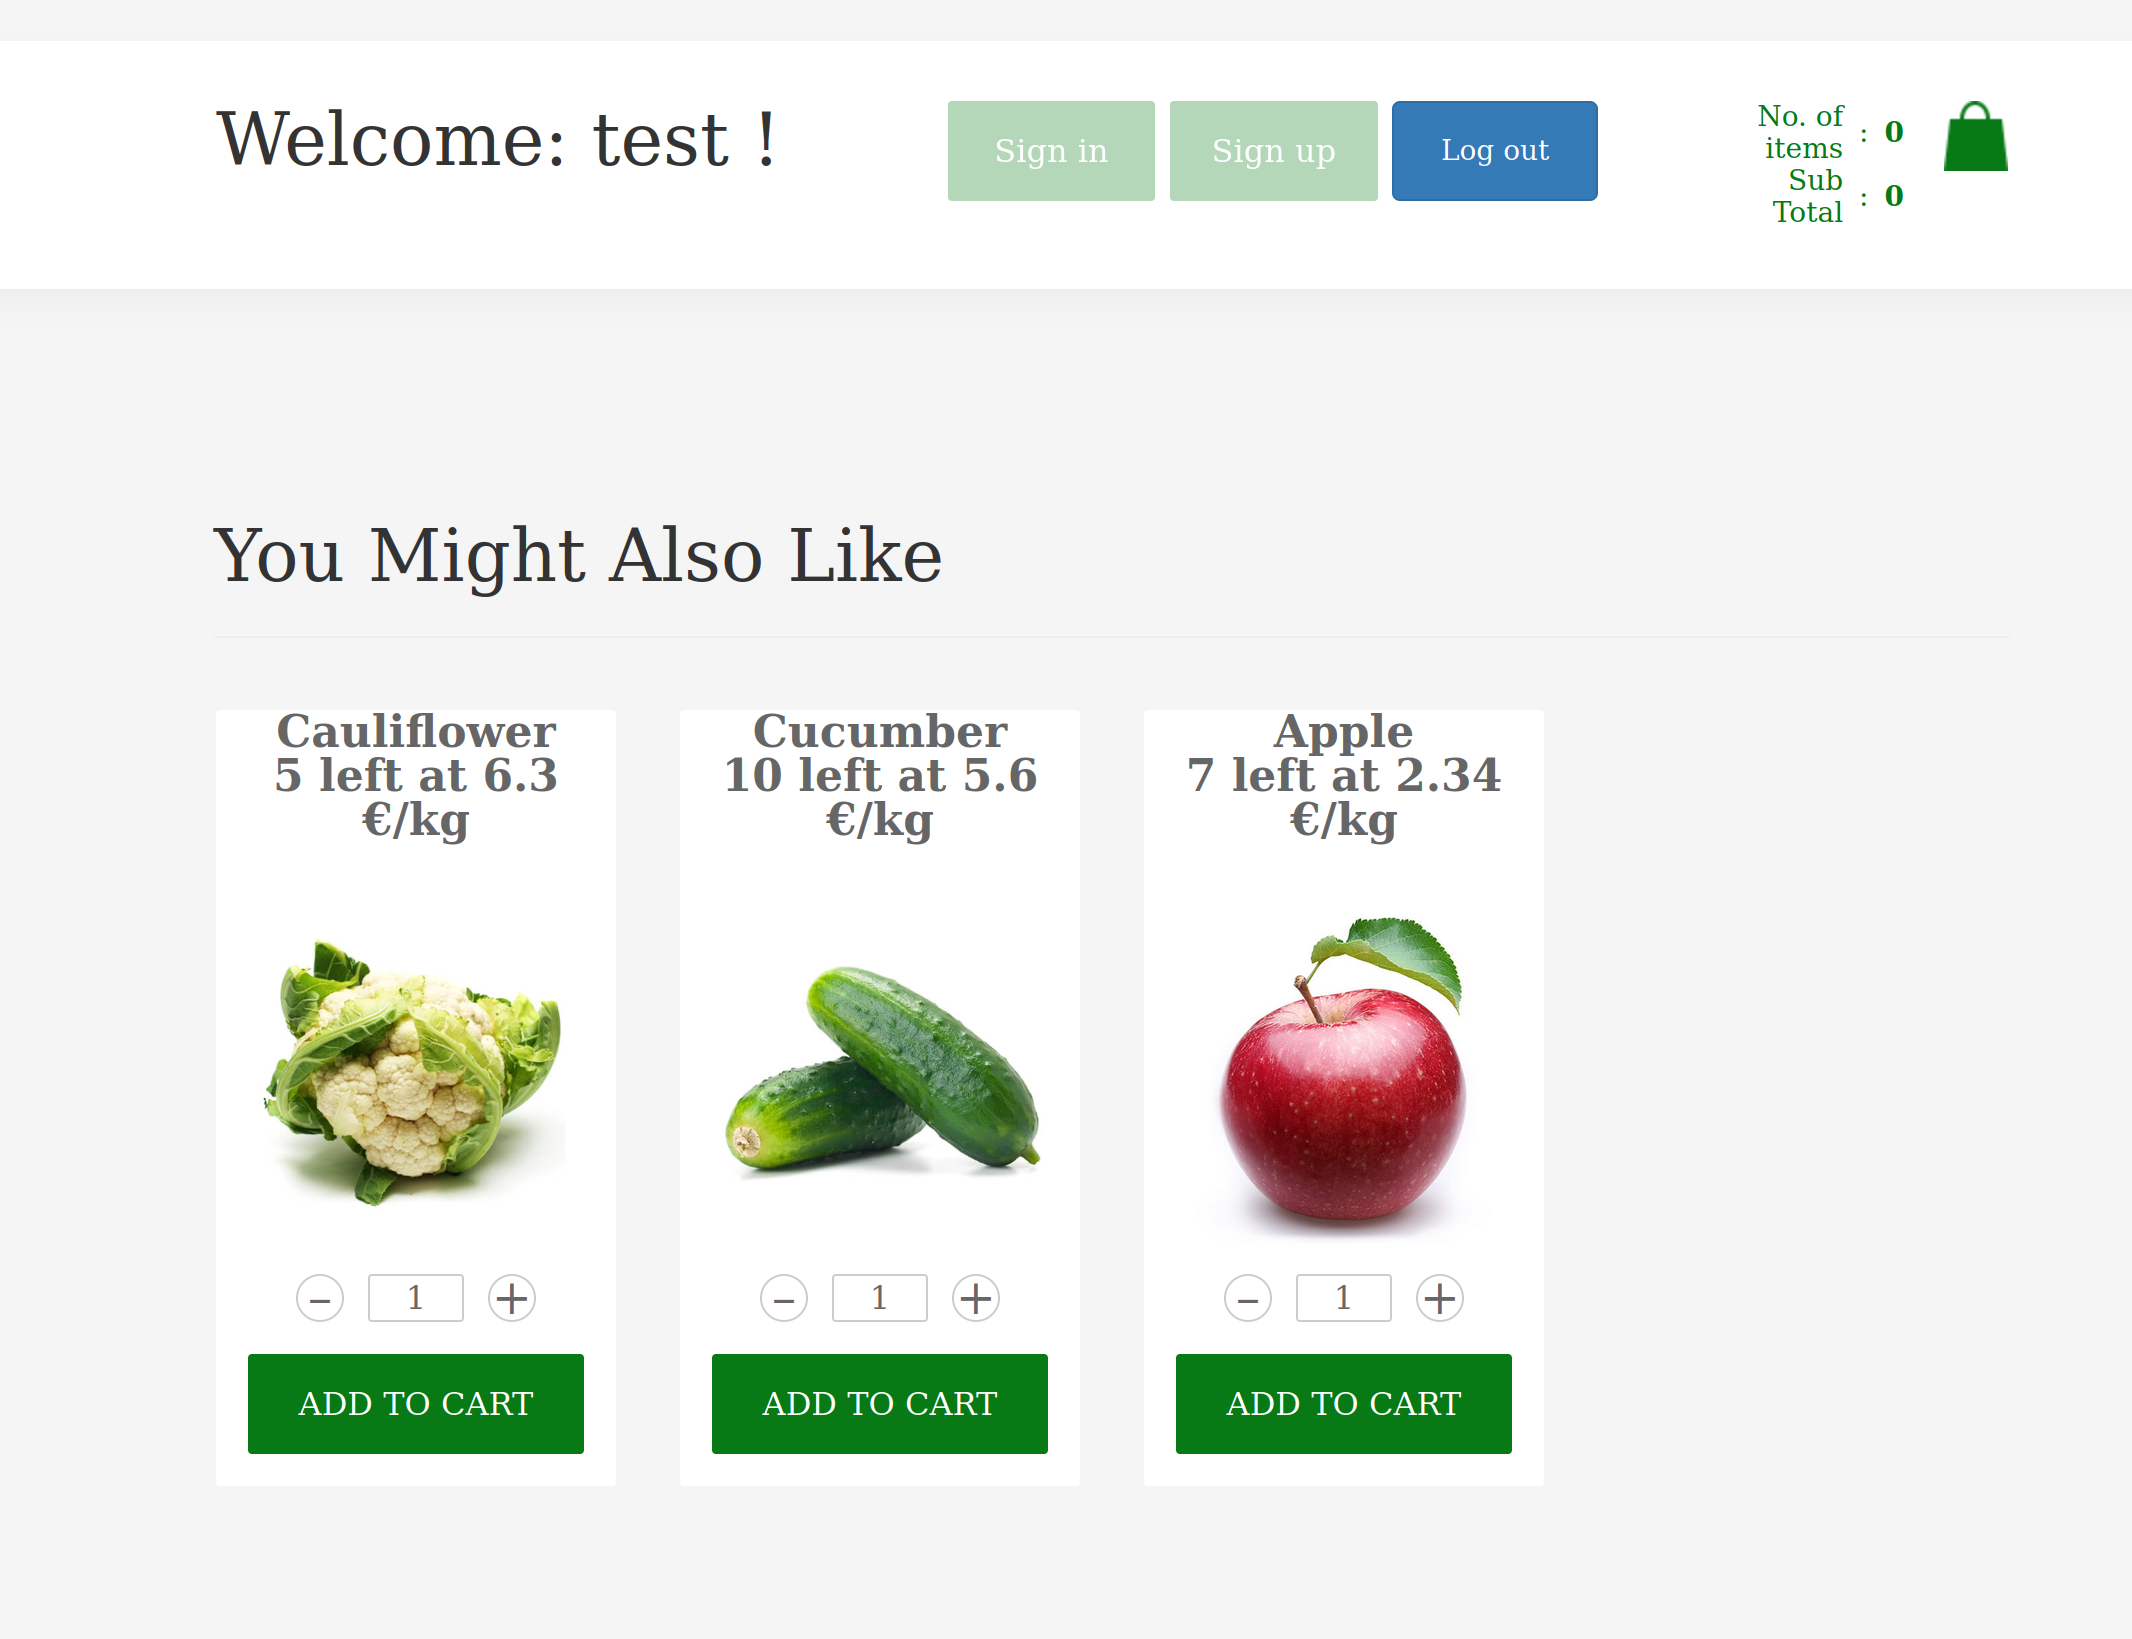 Welcome: test !
Sign in
Sign up
Log out
No. of
items
: 0
Sub
Total
: 0
You Might Also Like
Cauliflower
5 left at 6.3
€/kg
– 1 +
ADD TO CART
Cucumber
10 left at 5.6
€/kg
– 1 +
ADD TO CART
Apple
7 left at 2.34
€/kg
– 1 +
ADD TO CART